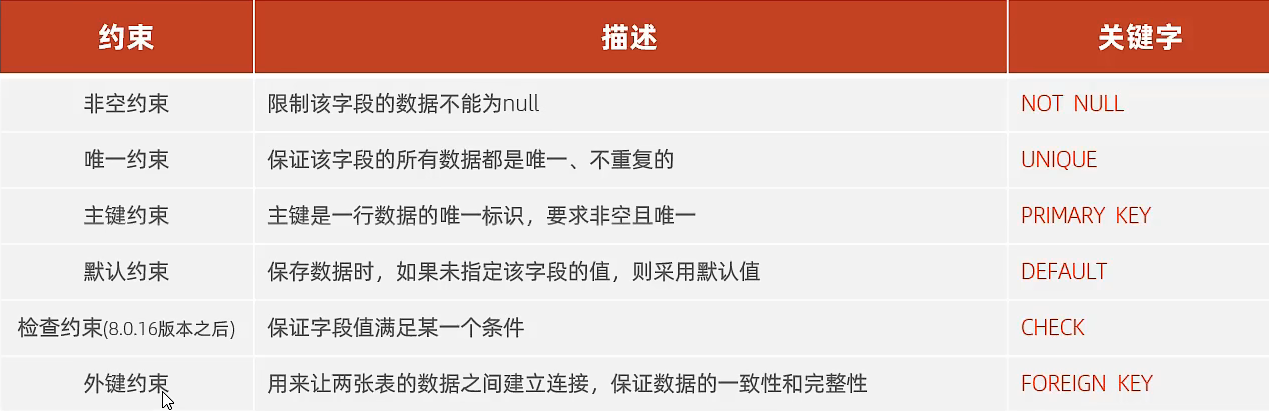 约束 描述 关键字
非空约束 限制该字段的数据不能为null NOT NULL
唯一约束 保证该字段的所有数据都是唯一、不重复的 UNIQUE
主键约束 主键是一行数据的唯一标识，要求非空且唯一 PRIMARY KEY
默认约束 保存数据时，如果未指定该字段的值，则采用默认值 DEFAULT
检查约束(8.0.16版本之后) 保证字段值满足某一个条件 CHECK
外键约束 用来让两张表的数据之间建立连接，保证数据的一致性和完整性 FOREIGN KEY